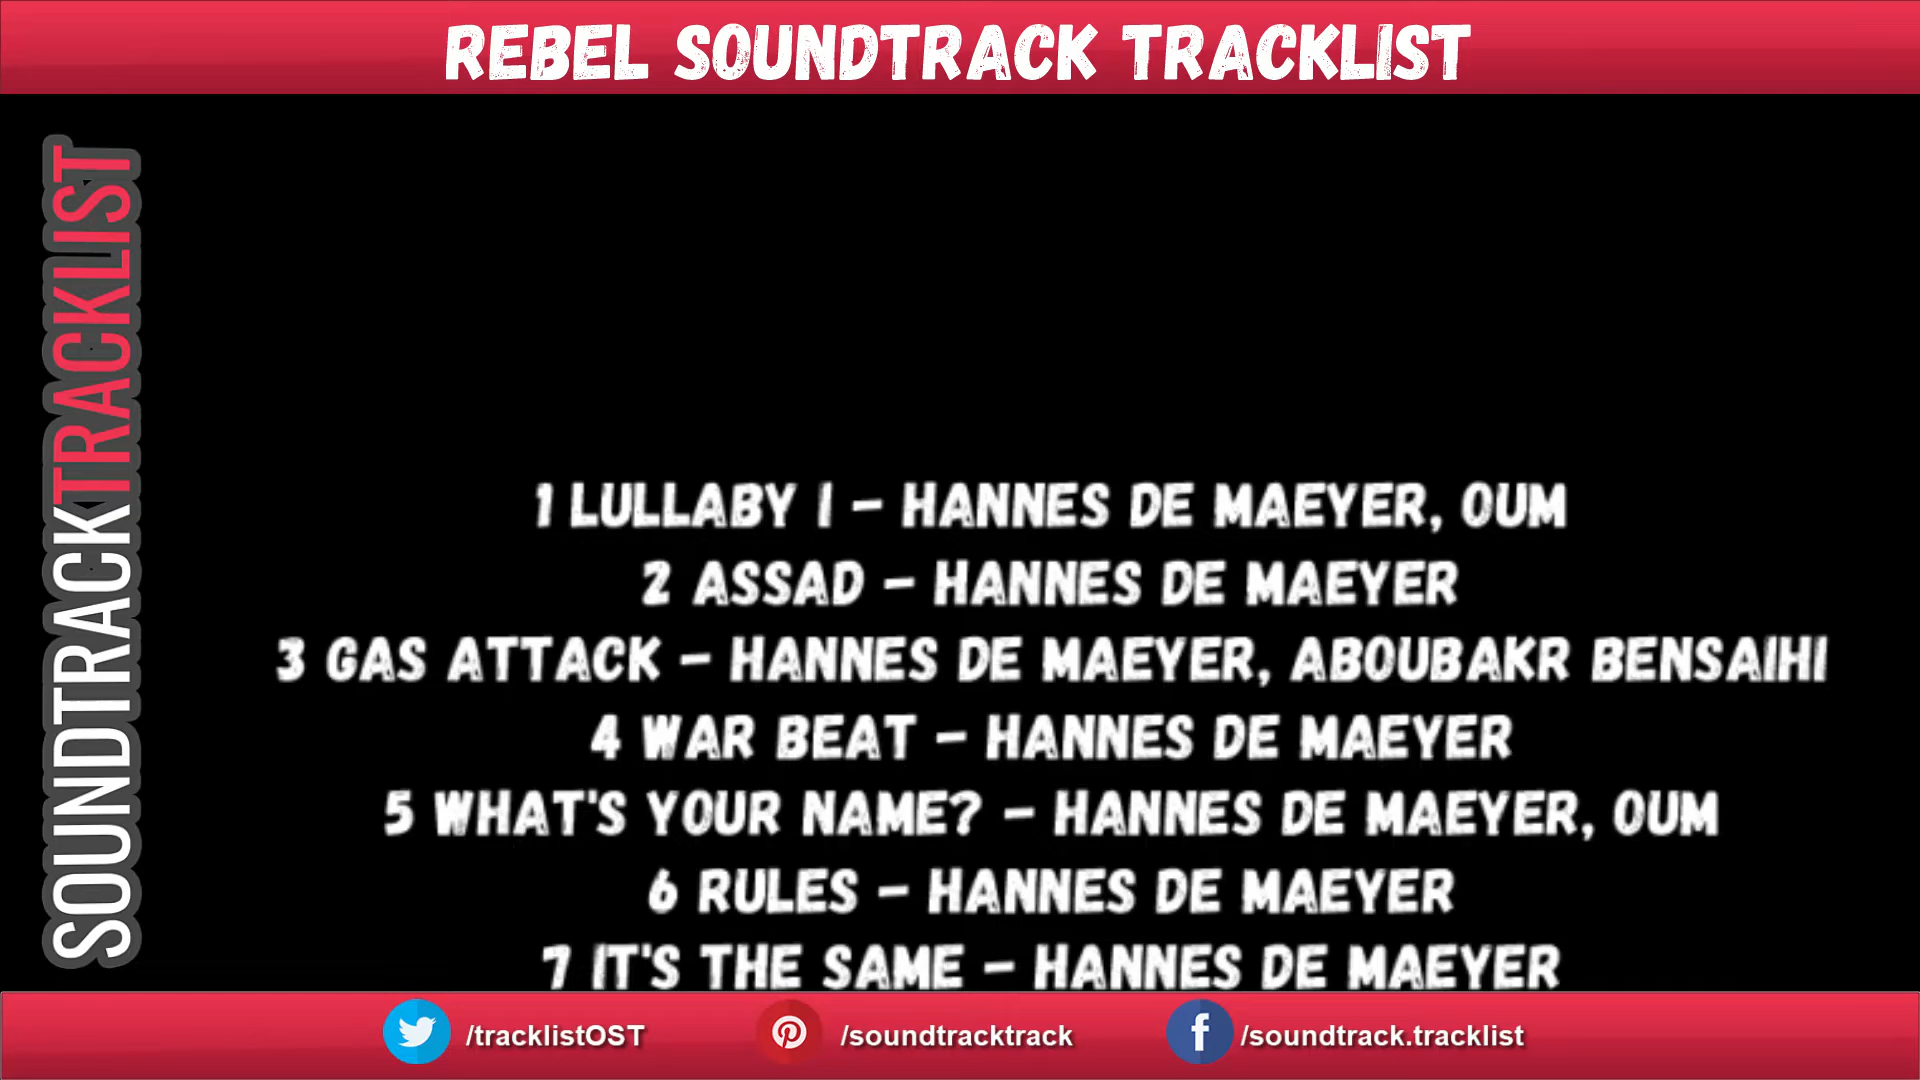 REBEL SOUNDTRACK TRACKLIST
SOUNDTRACKTRACKLIST
1 LULLABY I - HANNES DE MAEYER, OUM
2 ASSAD - HANNES DE MAEYER
3 GAS ATTACK - HANNES DE MAEYER, ABOUBAKR BENSAIHI
4 WAR BEAT - HANNES DE MAEYER
5 WHAT'S YOUR NAME? - HANNES DE MAEYER, OUM
6 RULES - HANNES DE MAEYER
7 IT'S THE SAME - HANNES DE MAEYER
/tracklistOST /soundtracktrack /soundtrack.tracklist